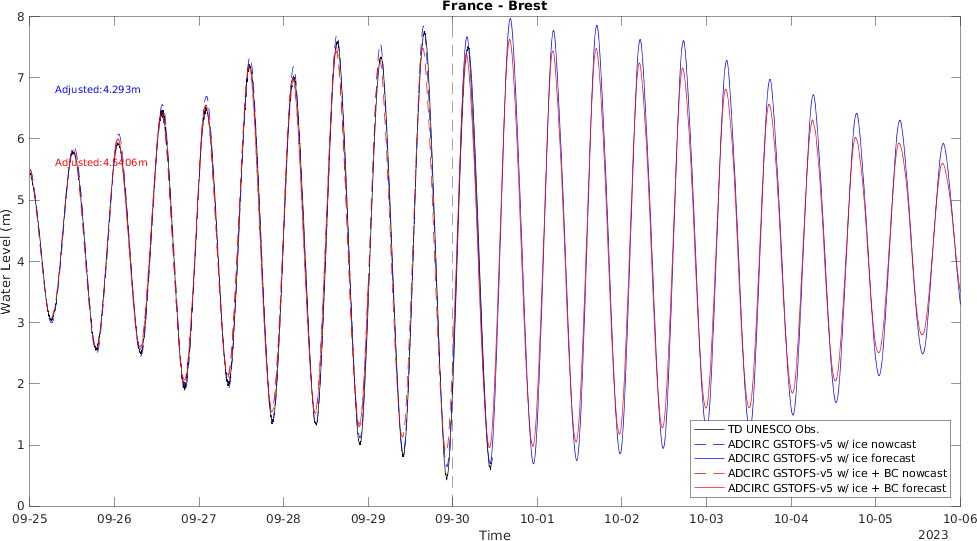 France - Brest
8
7
6
5
4
3
2
1
0
Water Level (m)
Adjusted:4.293m
Adjusted:4.5406m
TD UNESCO Obs.
ADCIRC GSTOFS-v5 w/ ice nowcast
ADCIRC GSTOFS-v5 w/ ice forecast
ADCIRC GSTOFS-v5 w/ ice + BC nowcast
ADCIRC GSTOFS-v5 w/ ice + BC forecast
09-25 09-26 09-27 09-28 09-29 09-30 10-01 10-02 10-03 10-04 10-05 10-06
Time
2023